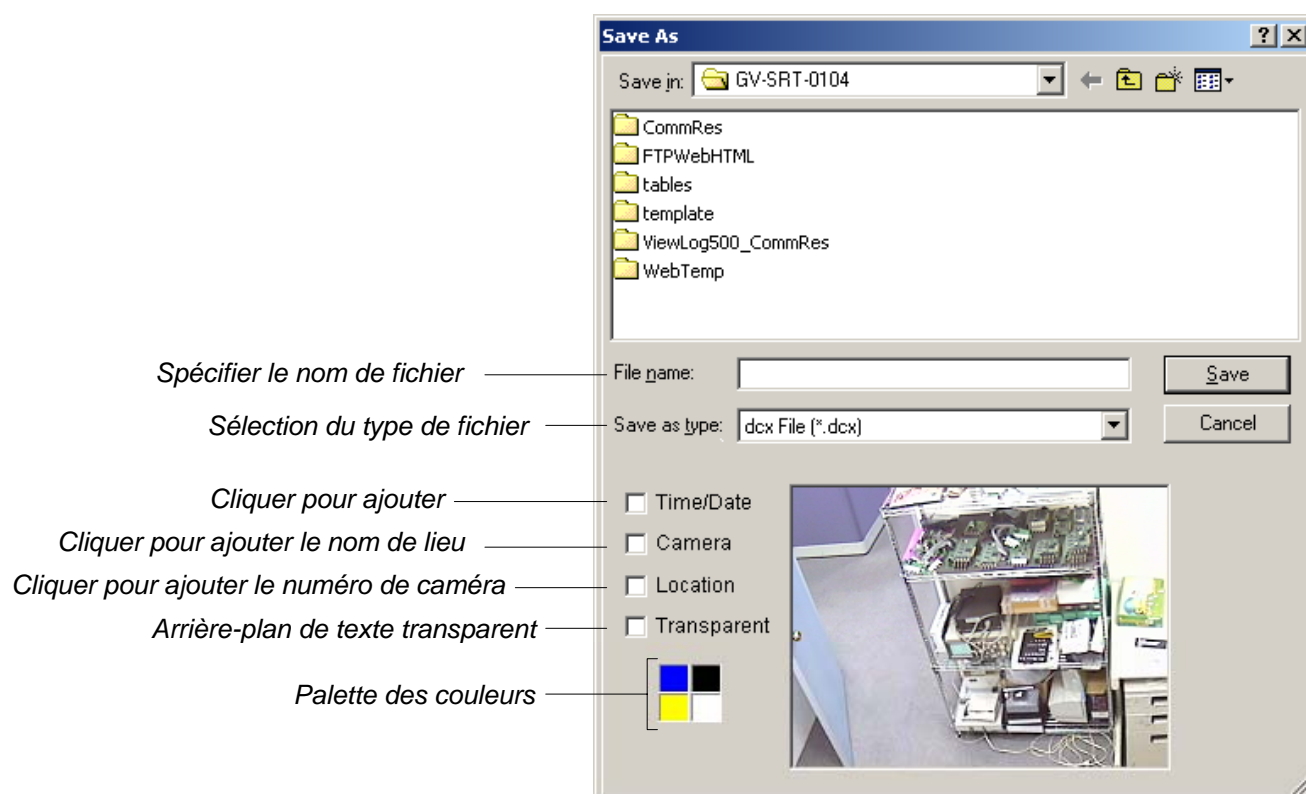 Save As
Save in: GV-SRT-0104
CommRes
FTPWebHTML
tables
template
ViewLog500_CommRes
WebTemp
Spécifier le nom de fichier File name: Save
Sélection du type de fichier Save as type: dcx File (*.dcx) Cancel
Cliquer pour ajouter Time/Date
Cliquer pour ajouter le nom de lieu Camera
Cliquer pour ajouter le numéro de caméra Location
Arrière-plan de texte transparent Transparent
Palette des couleurs